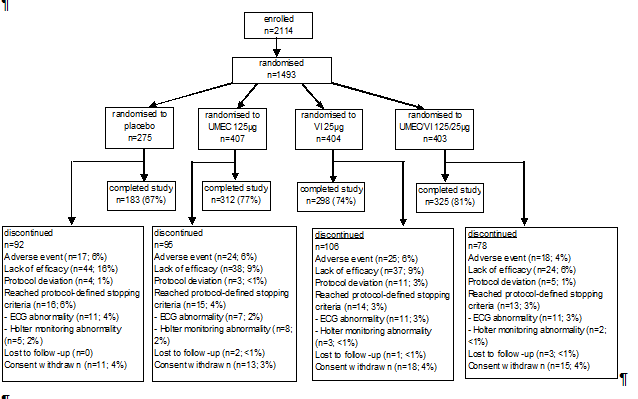 ¶
enrolled
n=2114
randomised
n=1493
randomised to
placebo
n=275
randomised to
UMEC 125µg
n=407
randomised to
VI 25µg
n=404
randomised to
UMEC/VI 125/25µg
n=403
completed study
n=183 (67%)
completed study
n=312 (77%)
completed study
n=298 (74%)
completed study
n=325 (81%)
discontinued
n=92
Adverse event (n=17; 6%)
Lack of efficacy (n=44; 16%)
Protocol deviation (n=4; 1%)
Reached protocol-defined stopping
criteria (n=16; 6%)
- ECG abnormality (n=11; 4%)
- Holter monitoring abnormality
(n=5; 2%)
Lost to follow-up (n=0)
Consent withdrawn (n=11; 4%)
discontinued
n=95
Adverse event (n=24; 6%)
Lack of efficacy (n=38; 9%)
Protocol deviation (n=3; <1%)
Reached protocol-defined stopping
criteria (n=15; 4%)
- ECG abnormality (n=7; 2%)
- Holter monitoring abnormality (n=8;
2%)
Lost to follow-up (n=2; <1%)
Consent withdrawn (n=13; 3%)
discontinued
n=106
Adverse event (n=25; 6%)
Lack of efficacy (n=37; 9%)
Protocol deviation (n=11; 3%)
Reached protocol-defined stopping
criteria (n=14; 3%)
- ECG abnormality (n=11; 3%)
- Holter monitoring abnormality
(n=3; <1%)
Lost to follow-up (n=1; <1%)
Consent withdrawn (n=18; 4%)
discontinued
n=78
Adverse event (n=18; 4%)
Lack of efficacy (n=24; 6%)
Protocol deviation (n=5; 1%)
Reached protocol-defined stopping
criteria (n=13; 3%)
- ECG abnormality (n=11; 3%)
- Holter monitoring abnormality (n=2;
<1%)
Lost to follow-up (n=3; <1%)
Consent withdrawn (n=15; 4%)
¶
¶